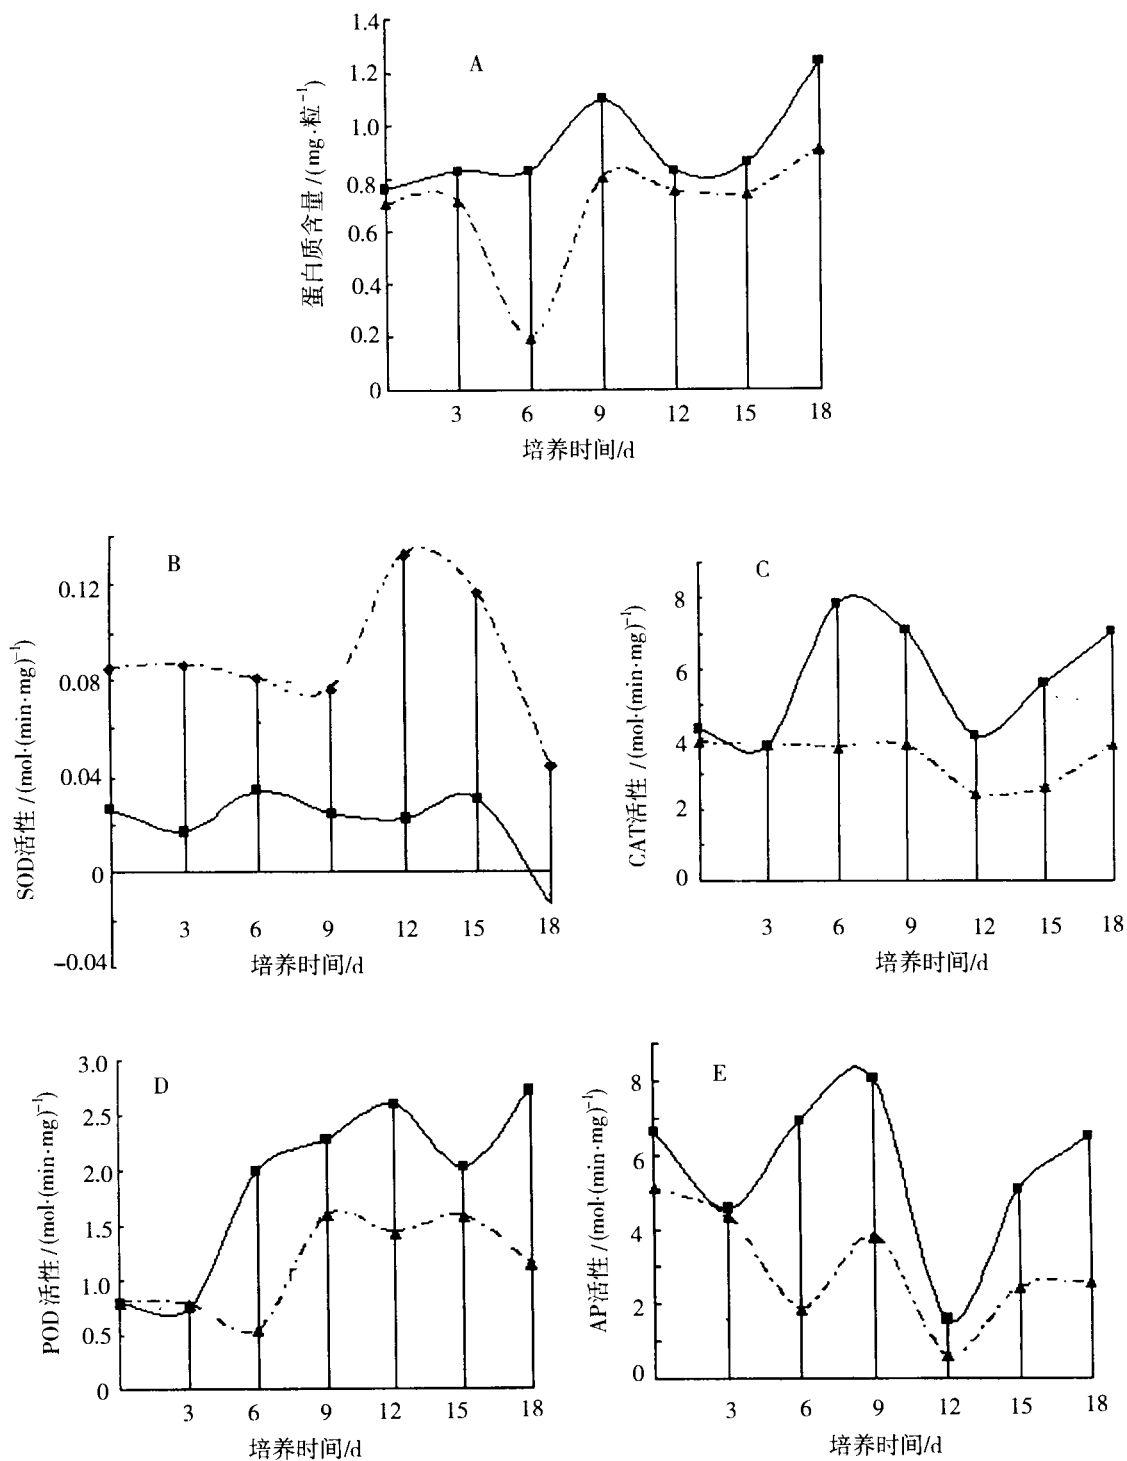 A
蛋白质含量/(mg·粒⁻¹)
1.4
1.2
1.0
0.8
0.6
0.4
0.2
0
3 6 9 12 15 18
培养时间/d
B
SOD活性/(mol·(min·mg)⁻¹)
0.12
0.08
0.04
0
-0.04
3 6 9 12 15 18
培养时间/d
C
CAT活性/(mol·(min·mg)⁻¹)
8
6
4
2
0
3 6 9 12 15 18
培养时间/d
D
POD活性/(mol·(min·mg)⁻¹)
3.0
2.5
2.0
1.5
1.0
0.5
0
3 6 9 12 15 18
培养时间/d
E
AP活性/(mol·(min·mg)⁻¹)
8
6
4
2
0
3 6 9 12 15 18
培养时间/d